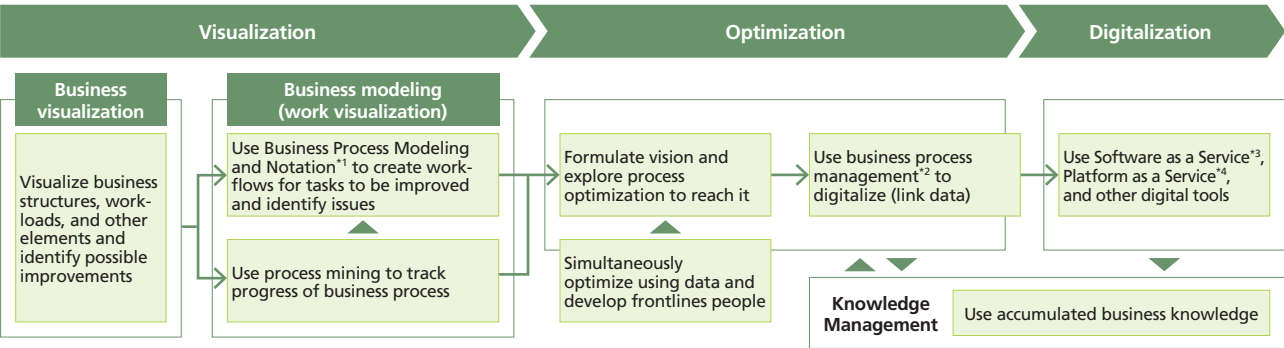 Visualization
Optimization
Digitalization
Business
visualization
Visualize business
structures, work-
loads, and other
elements and
identify possible
improvements
Business modeling
(work visualization)
Use Business Process Modeling
and Notation*1 to create work-
flows for tasks to be improved
and identify issues
Use process mining to track
progress of business process
Formulate vision and
explore process
optimization to reach it
Simultaneously
optimize using data and
develop frontlines people
Use business process
management*2 to
digitalize (link data)
Use Software as a Service*3,
Platform as a Service*4,
and other digital tools
Knowledge
Management
Use accumulated business knowledge